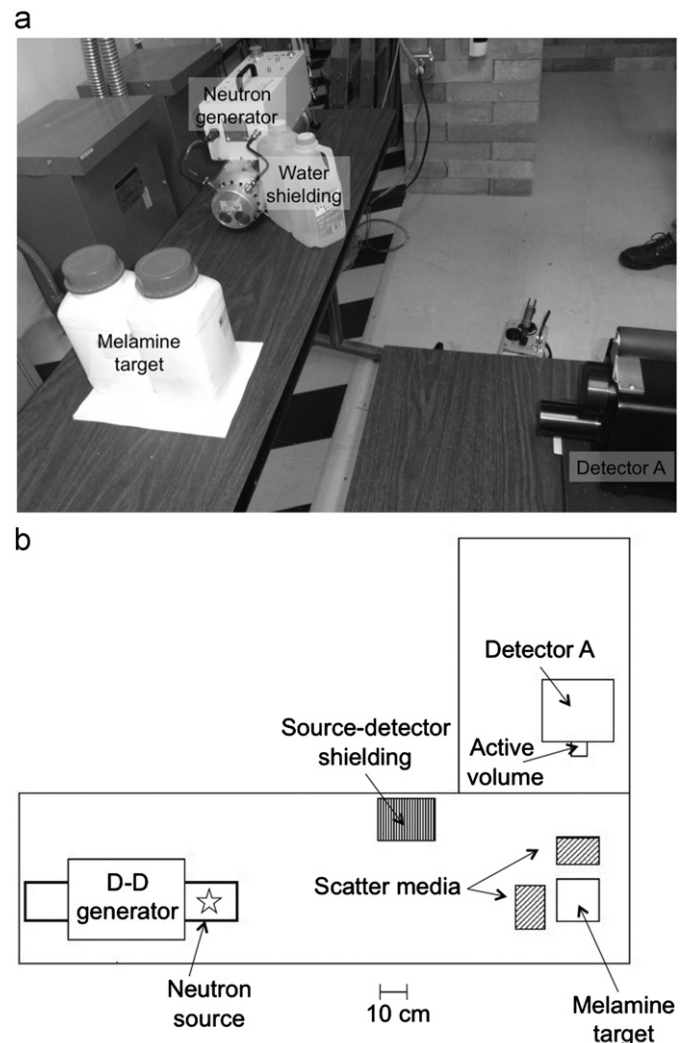 a
Neutron
generator
Water
shielding
Melamine
target
Detector A
b
Detector A
Source-detector
shielding
Active
volume
D-D
generator
Scatter media
Neutron
source
10 cm
Melamine
target